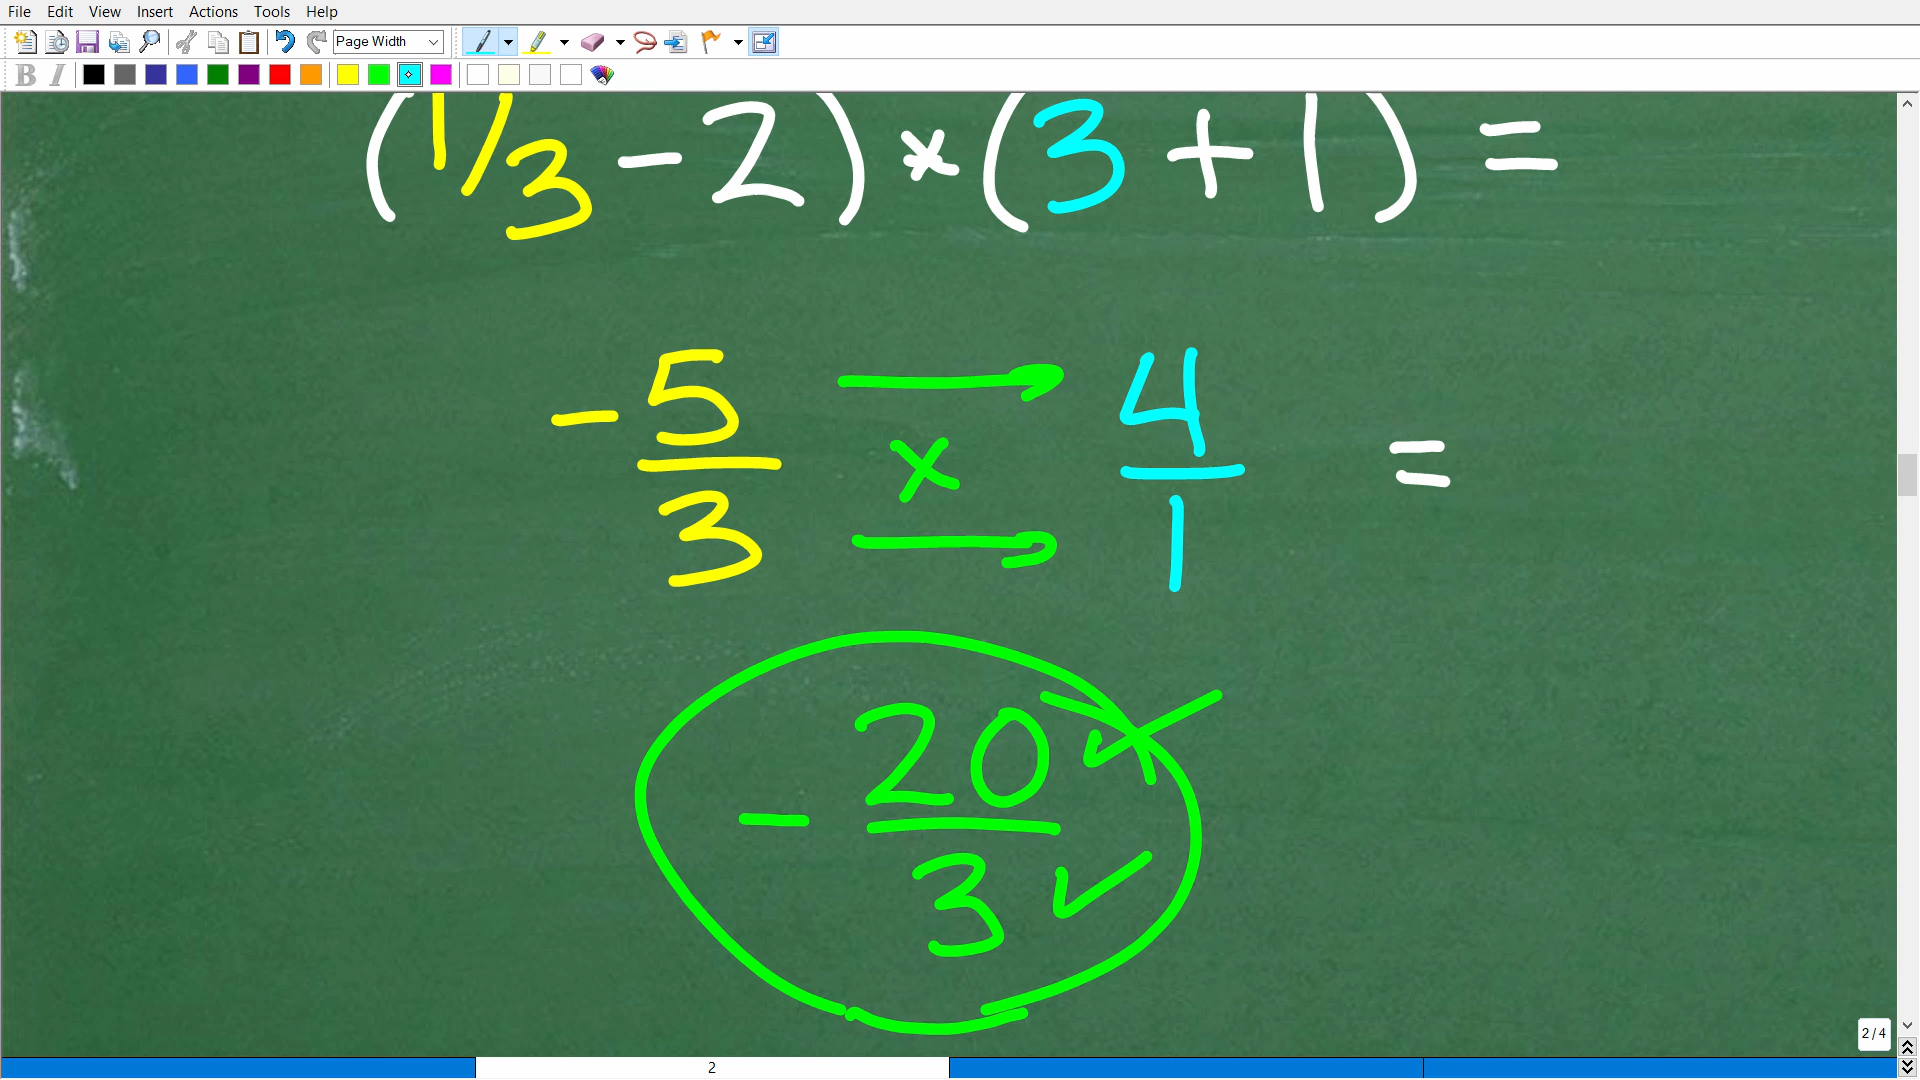 File Edit View Insert Actions Tools Help
Page Width
B I
(1/3 - 2) * (3 + 1) =
-5/3 x 4/1 =
-20/3
2 / 4
2